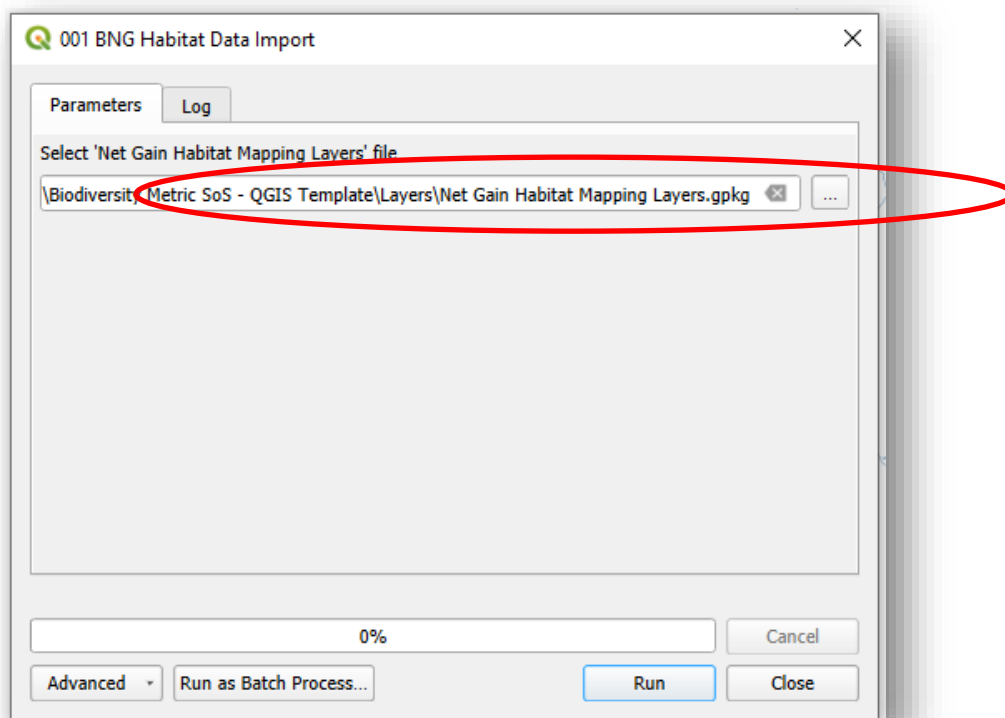 001 BNG Habitat Data Import
Parameters
Log
Select 'Net Gain Habitat Mapping Layers' file
\Biodiversity Metric SoS - QGIS Template\Layers\Net Gain Habitat Mapping Layers.gpkg
...
0%
Cancel
Advanced
Run as Batch Process...
Run
Close